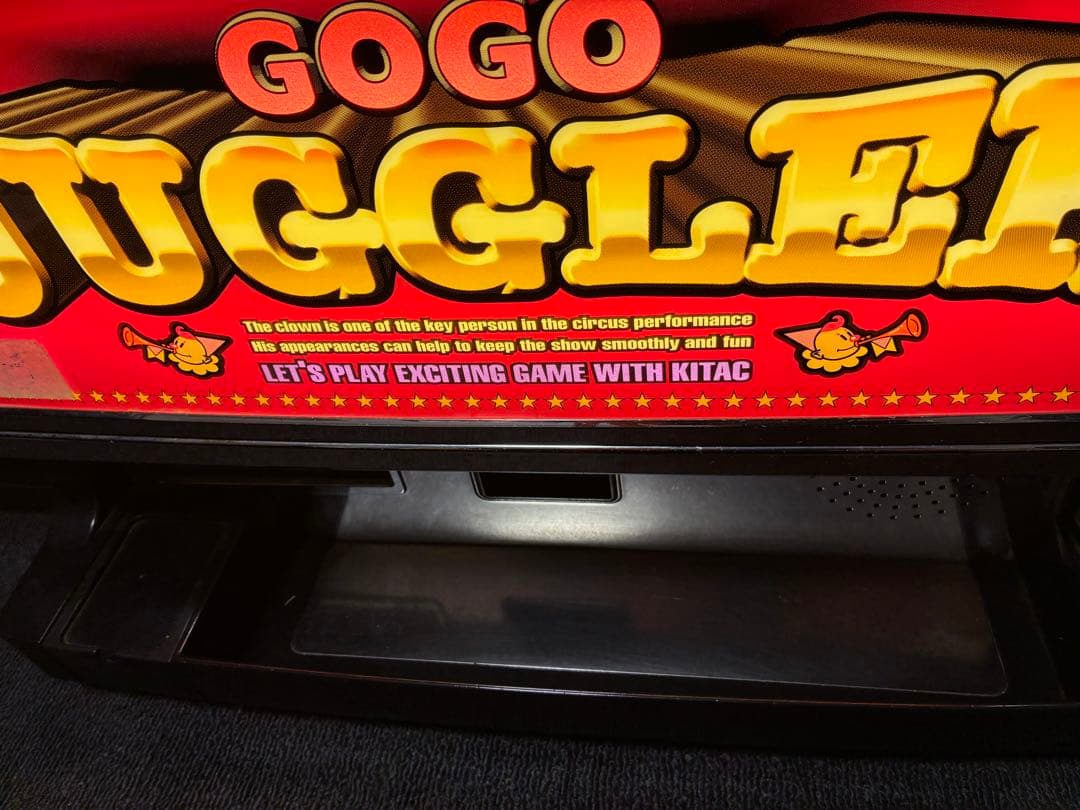 GOGO
JUGGLER
The clown is one of the key person in the circus performance
His appearances can help to keep the show smoothly and fun
LET'S PLAY EXCITING GAME WITH KITAC